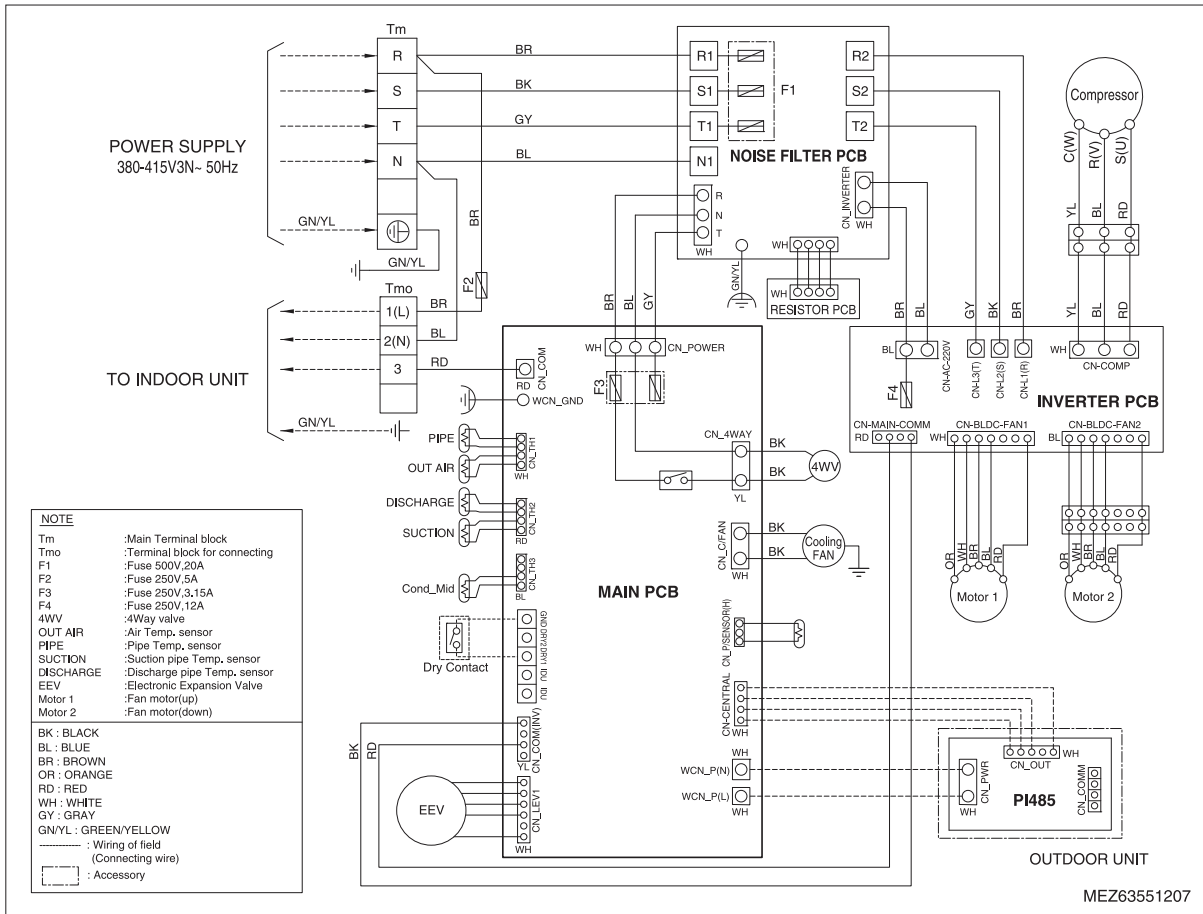 Tm
R
S
T
N
BR
BK
GY
BL
POWER SUPPLY
380-415V3N~ 50Hz
GN/YL
GN/YL
BR
F2
Tmo
1(L)
2(N)
3
BR
BL
RD
TO INDOOR UNIT
GN/YL
R1
S1
T1
N1
F1
R2
S2
T2
NOISE FILTER PCB
R
N
T
WH
CN_INVERTER
WH
WH
GN/YL
WH
RESISTOR PCB
BR
BL
GY
BR
BL
GY
BK
BR
Compressor
C(W)
R(V)
S(U)
YL
BL
RD
YL
BL
RD
BL
CN-AC-220V
F4
CN-L3(T)
CN-L2(S)
CN-L1(R)
WH
CN-COMP
INVERTER PCB
CN-MAIN-COMM
RD
CN-BLDC-FAN1
WH
CN-BLDC-FAN2
BL
OR
WH
BR
BL
RD
Motor 1
OR
WH
BR
BL
RD
Motor 2
WH
CN_POWER
F3
CN_COM
RD
WCN_GND
PIPE
OUT AIR
CN_TH1
WH
DISCHARGE
SUCTION
CN_TH2
RD
Cond_Mid
CN_TH3
BL
MAIN PCB
CN_4WAY
YL
BK
BK
4WV
CN_C/FAN
WH
BK
BK
Cooling
FAN
CN_P/SENSOR(H)
Dry Contact
GND
DRY2
DRY1
IDU
IDU
CN-CENTRAL
WH
CN_COM(INV)
YL
BK
RD
EEV
CN_LEV1
WH
WH
WCN_P(N)
WCN_P(L)
WH
CN_OUT
WH
CN_PWR
WH
PI485
CN_COMM
OUTDOOR UNIT
MEZ63551207
NOTE
Tm :Main Terminal block
Tmo :Terminal block for connecting
F1 :Fuse 500V,20A
F2 :Fuse 250V,5A
F3 :Fuse 250V,3.15A
F4 :Fuse 250V,12A
4WV :4Way valve
OUT AIR :Air Temp. sensor
PIPE :Pipe Temp. sensor
SUCTION :Suction pipe Temp. sensor
DISCHARGE :Discharge pipe Temp. sensor
EEV :Electronic Expansion Valve
Motor 1 :Fan motor(up)
Motor 2 :Fan motor(down)
BK : BLACK
BL : BLUE
BR : BROWN
OR : ORANGE
RD : RED
WH : WHITE
GY : GRAY
GN/YL : GREEN/YELLOW
: Wiring of field
(Connecting wire)
: Accessory